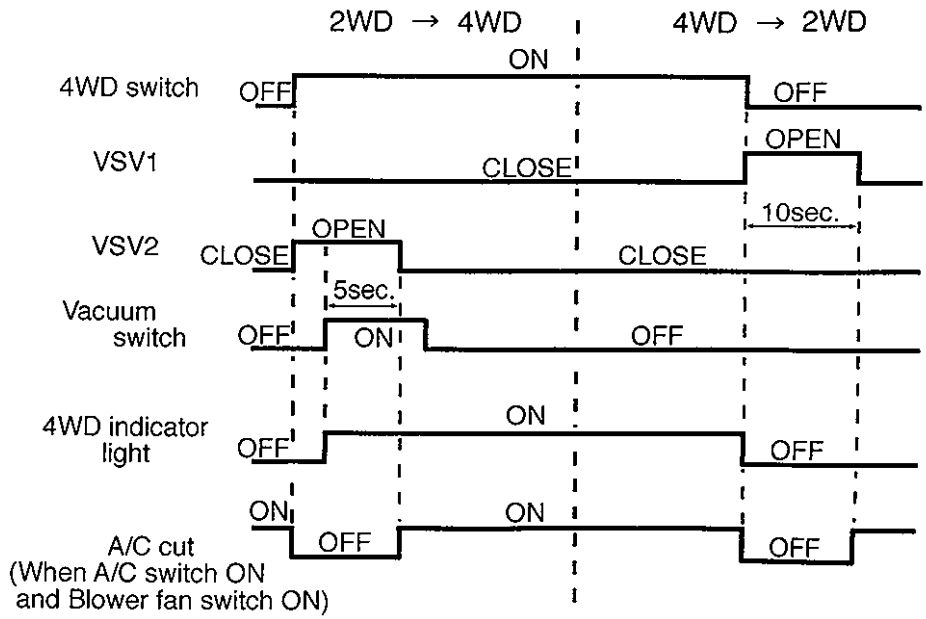 2WD → 4WD
4WD → 2WD
4WD switch
OFF
ON
OFF
VSV1
CLOSE
OPEN
10sec.
VSV2
CLOSE
OPEN
CLOSE
5sec.
Vacuum
switch
OFF
ON
OFF
4WD indicator
light
OFF
ON
OFF
A/C cut
(When A/C switch ON
and Blower fan switch ON)
ON
OFF
ON
OFF